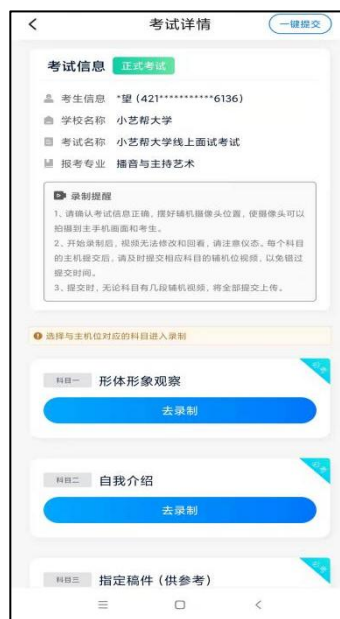 考试详情
一键提交
考试信息 正式考试
考生信息 *望 (421***********6136)
学校名称 小艺帮大学
考试名称 小艺帮大学线上面试考试
报考专业 播音与主持艺术
录制提醒
1、请确认考试信息正确，摆好辅机摄像头位置，使摄像头可以
拍摄到主手机画面和考生。
2、开始录制后，视频无法修改和回看，请注意仪态。每个科目
的主机提交后，请及时提交相应科目的辅机位视频，以免错过
提交时间。
3、提交时，无论科目有几段辅机视频，将全部提交上传。
选择与主机位对应的科目进入录制
必考
科目一 形体形象观察
去录制
必考
科目二 自我介绍
去录制
必考
科目三 指定稿件 (供参考)